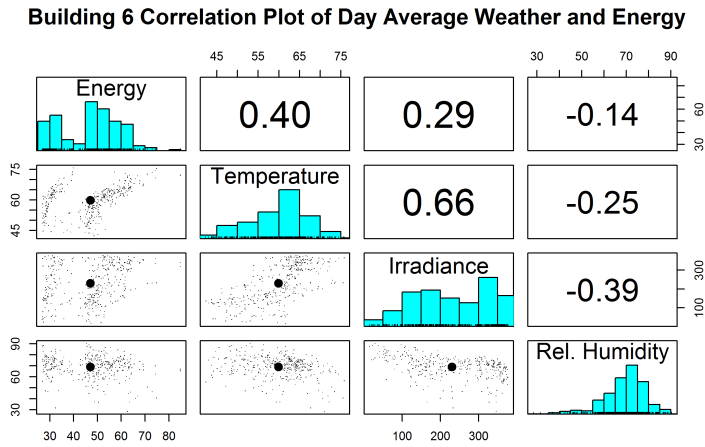 Building 6 Correlation Plot of Day Average Weather and Energy
45 55 65 75 30 50 70 90
Energy 0.40 0.29 -0.14 30 60
45 60 75 Temperature 0.66 -0.25
Irradiance -0.39 100 300
30 60 90 Rel. Humidity
30 40 50 60 70 80 100 200 300